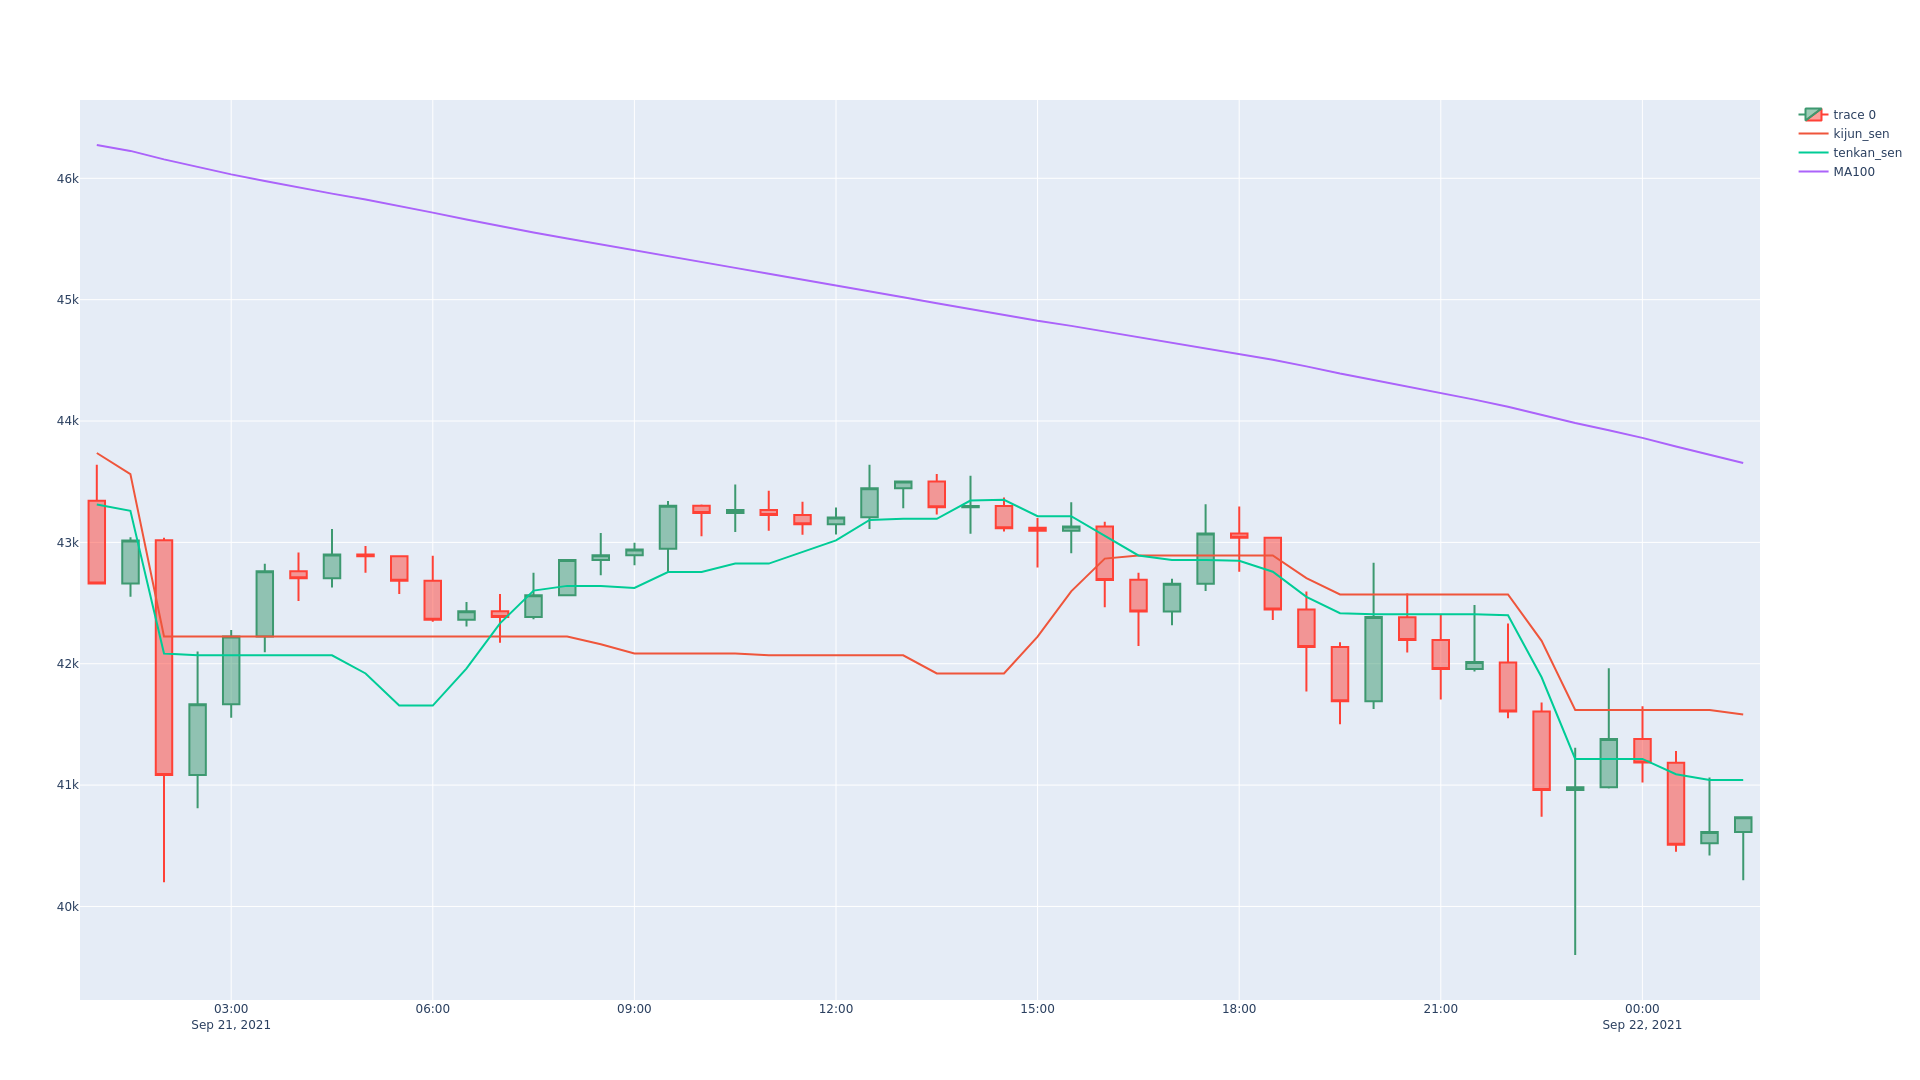 trace 0
kijun_sen
tenkan_sen
MA100
46k
45k
44k
43k
42k
41k
40k
03:00
Sep 21, 2021
06:00
09:00
12:00
15:00
18:00
21:00
00:00
Sep 22, 2021